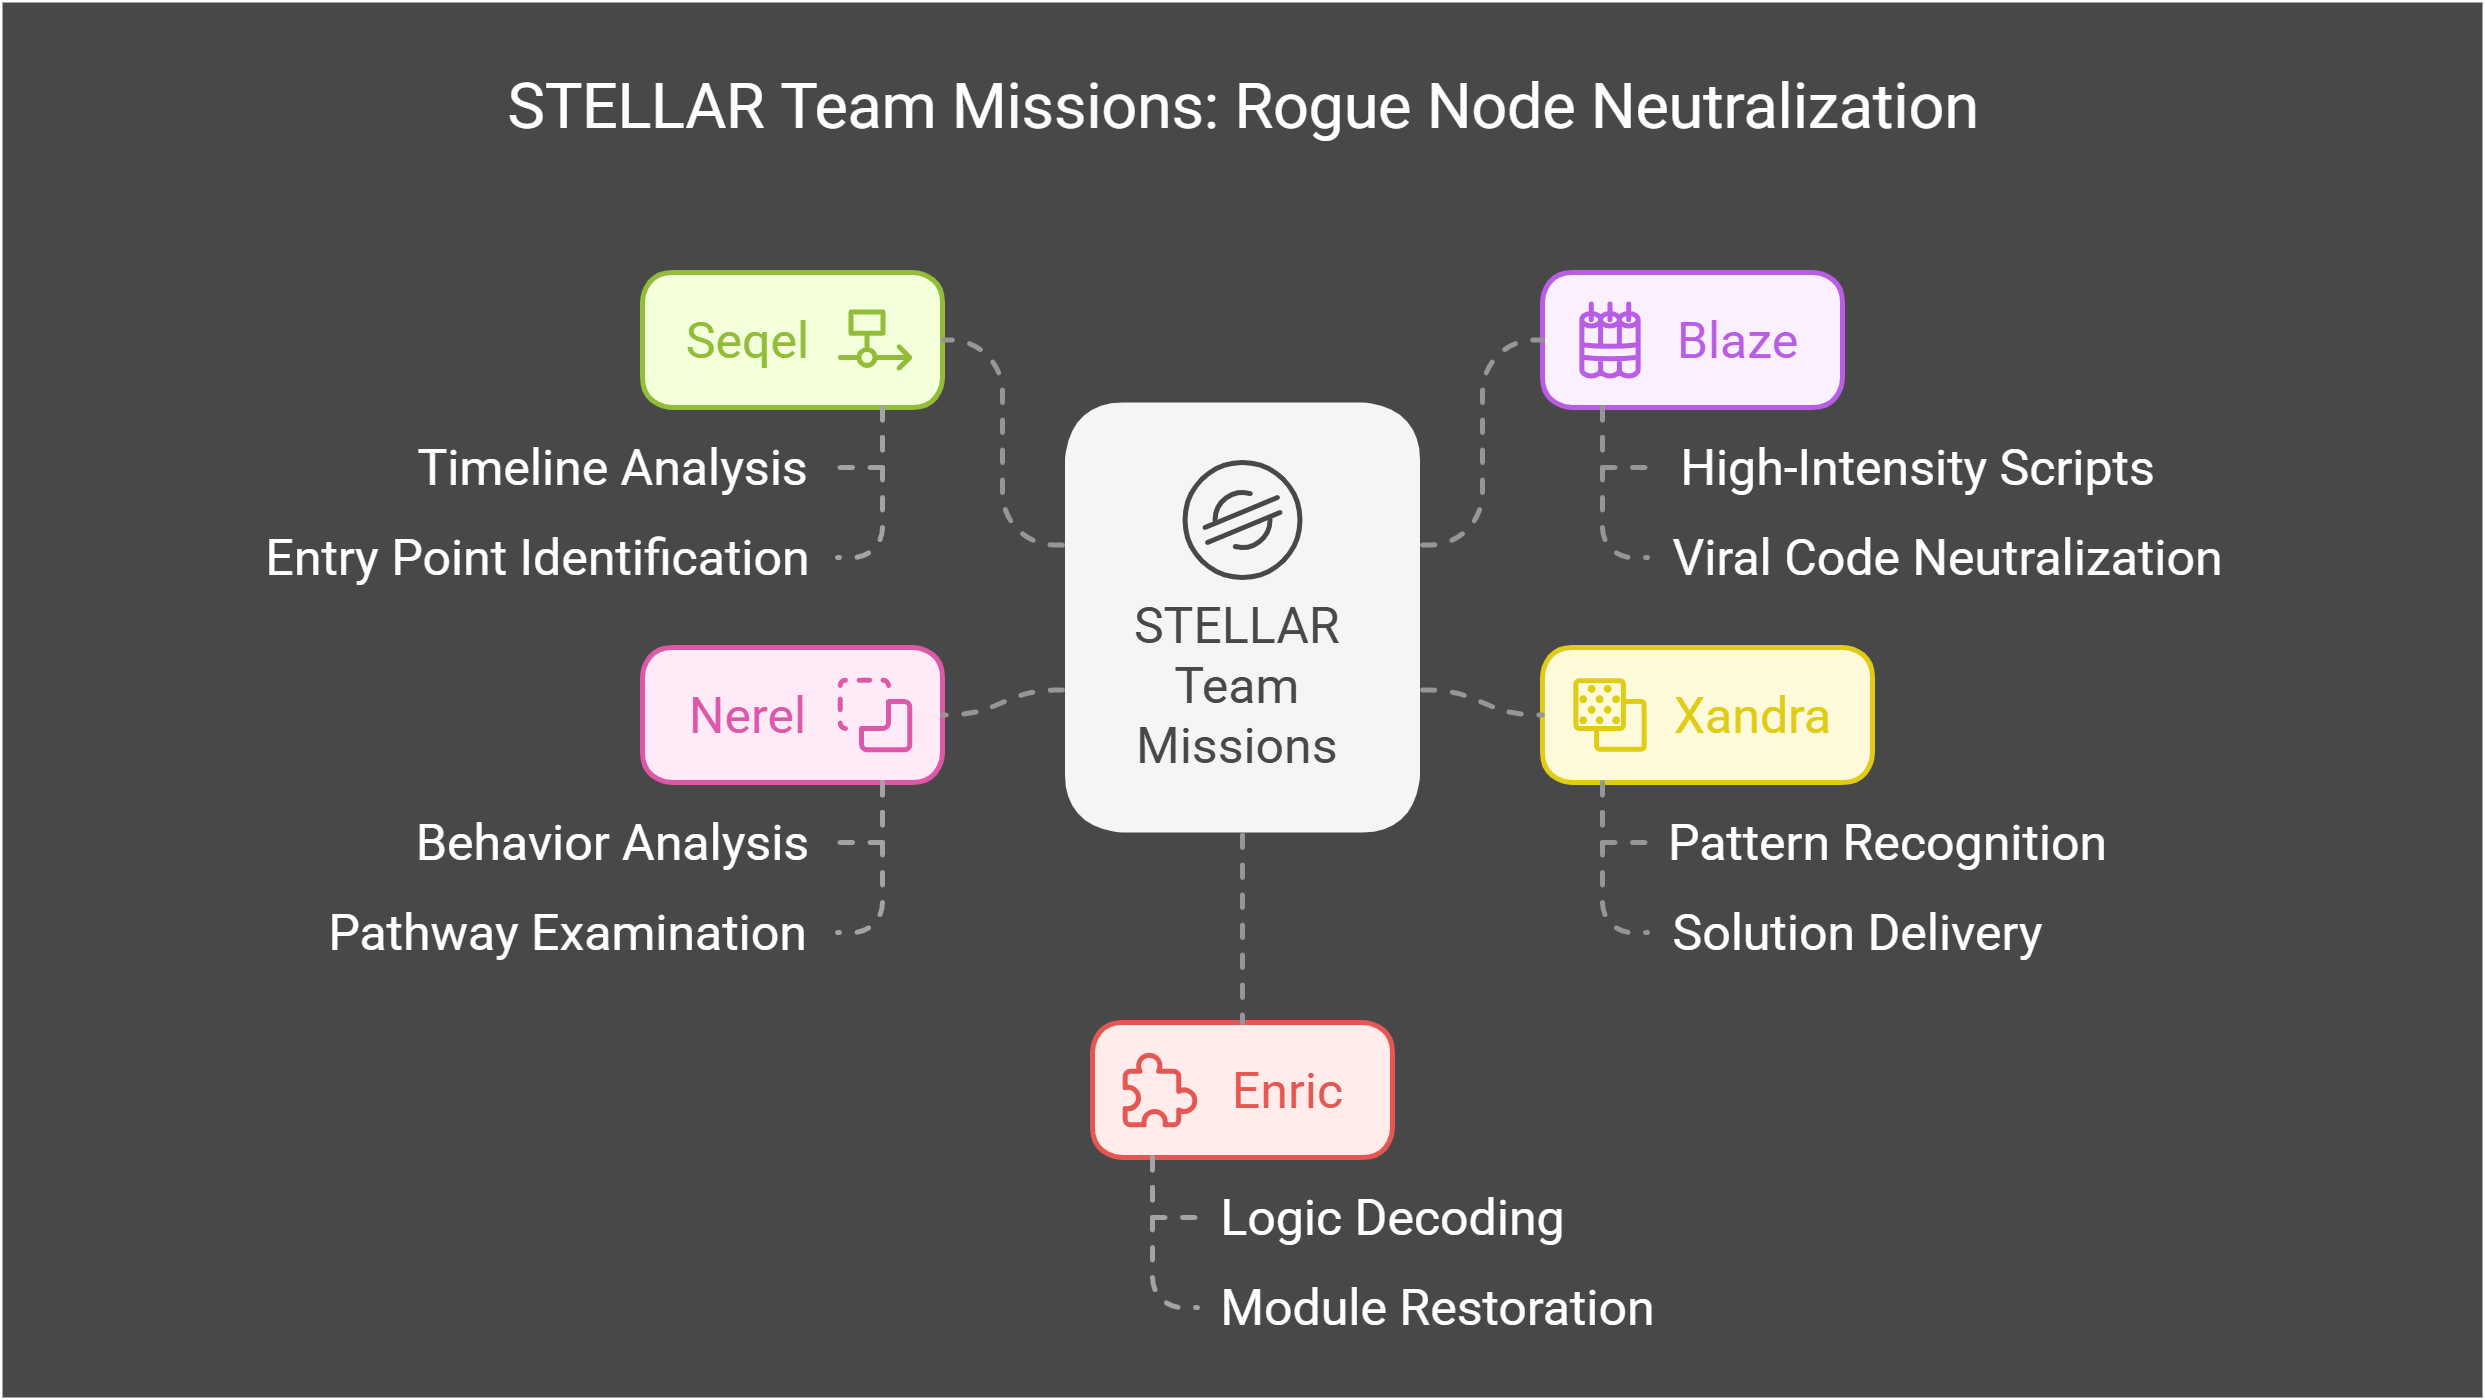 STELLAR Team Missions: Rogue Node Neutralization
Seqel
Timeline Analysis
Entry Point Identification
Nerel
Behavior Analysis
Pathway Examination
STELLAR
Team
Missions
Blaze
High-Intensity Scripts
Viral Code Neutralization
Xandra
Pattern Recognition
Solution Delivery
Enric
Logic Decoding
Module Restoration